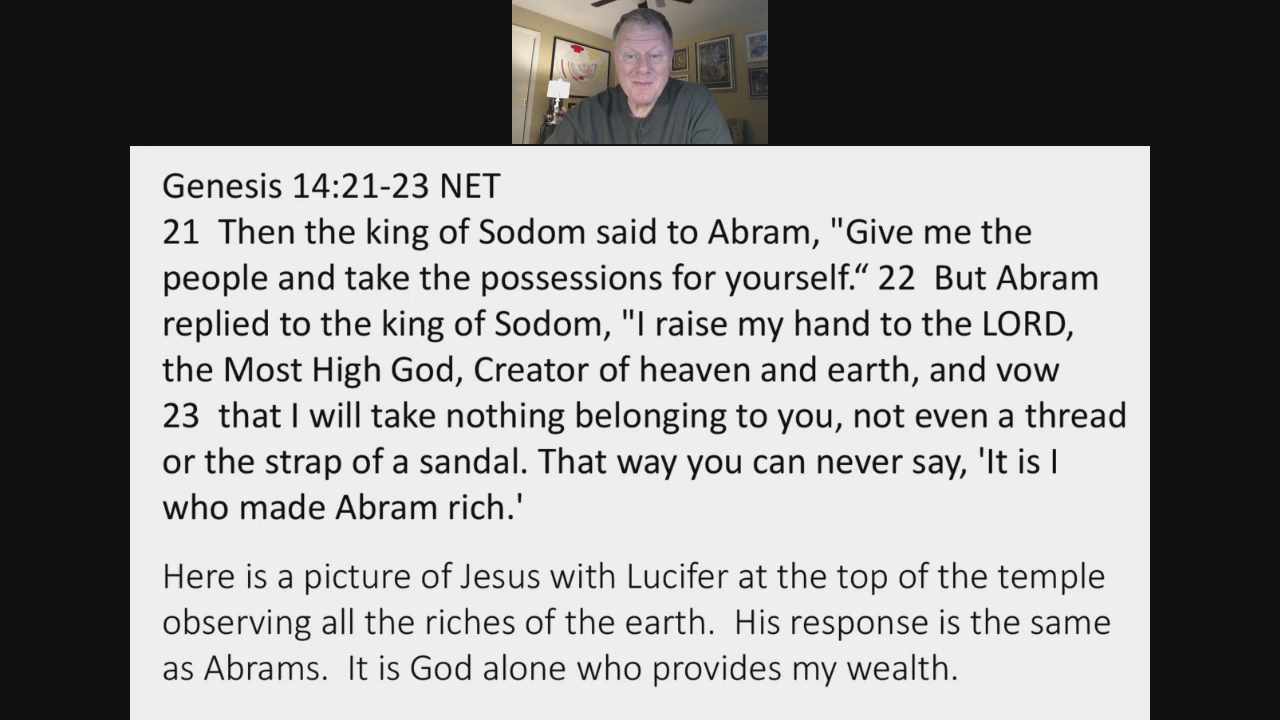 Genesis 14:21-23 NET
21  Then the king of Sodom said to Abram, "Give me the
people and take the possessions for yourself.“ 22  But Abram
replied to the king of Sodom, "I raise my hand to the LORD,
the Most High God, Creator of heaven and earth, and vow
23  that I will take nothing belonging to you, not even a thread
or the strap of a sandal. That way you can never say, 'It is I
who made Abram rich.'
Here is a picture of Jesus with Lucifer at the top of the temple
observing all the riches of the earth.  His response is the same
as Abrams.  It is God alone who provides my wealth.